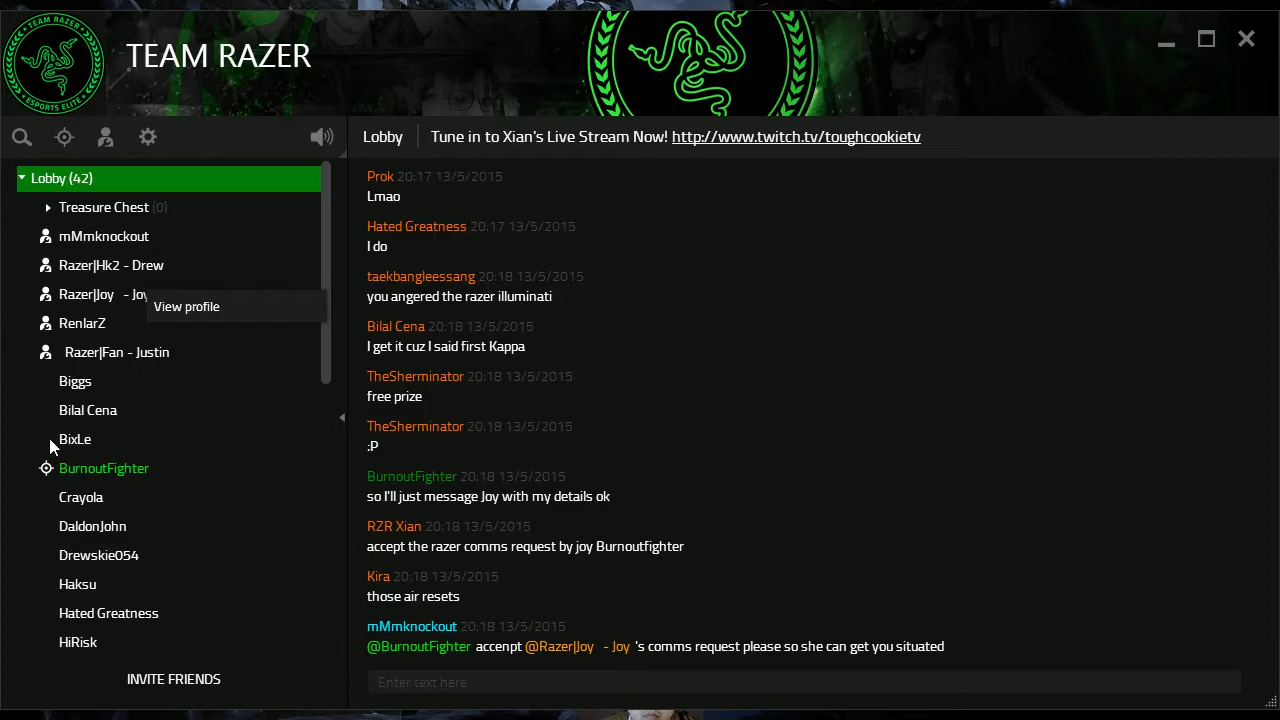 TEAM RAZER
ESPORTS ELITE
TEAM RAZER
Lobby
Tune in to Xian's Live Stream Now! http://www.twitch.tv/toughcookietv
Lobby (42)
Treasure Chest (0)
mMmknockout
Razer|Hk2 - Drew
Razer|Joy - Joy
View profile
RenlarZ
Razer|Fan - Justin
Biggs
Bilal Cena
BixLe
BurnoutFighter
Crayola
DaldonJohn
Drewskie054
Haksu
Hated Greatness
HiRisk
INVITE FRIENDS
Prok 20:17 13/5/2015
Lmao
Hated Greatness 20:17 13/5/2015
I do
taekbangleessang 20:18 13/5/2015
you angered the razer illuminati
Bilal Cena 20:18 13/5/2015
I get it cuz I said first Kappa
TheSherminator 20:18 13/5/2015
free prize
TheSherminator 20:18 13/5/2015
:P
BurnoutFighter 20:18 13/5/2015
so I'll just message Joy with my details ok
RZR Xian 20:18 13/5/2015
accept the razer comms request by joy Burnoutfighter
Kira 20:18 13/5/2015
those air resets
mMmknockout 20:18 13/5/2015
@BurnoutFighter accenpt @Razer|Joy - Joy 's comms request please so she can get you situated
Enter text here